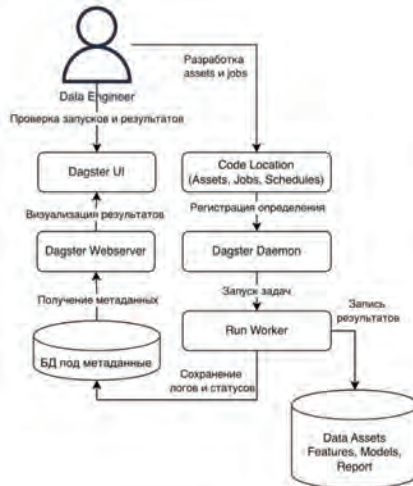 Data Engineer
Разработка
assets и jobs
Проверка запусков и результатов
Dagster UI
Code Location
(Assets, Jobs, Schedules)
Визуализация результатов
Регистрация определения
Dagster Webserver
Dagster Daemon
Получение метаданных
Запуск задач
Запись
результатов
Run Worker
БД под метаданные
Сохранение
логов и статусов
Data Assets
Features, Models,
Report